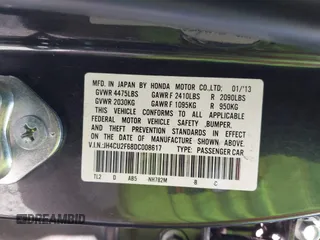 MFD. IN JAPAN BY HONDA MOTOR CO.,LTD. 01/'13
GVWR 4475LBS GAWR F 2410LBS R 2090LBS
GVWR 2030KG GAWR F 1095KG R 950KG
THIS VEHICLE CONFORMS TO ALL APPLICABLE
FEDERAL MOTOR VEHICLE SAFETY, BUMPER,
AND THEFT PREVENTION STANDARDS IN EFFECT
ON THE DATE OF MANUFACTURE SHOWN ABOVE.
V.I.N.:JH4CU2F68DC008617 TYPE: PASSENGER CAR
TL2 D AB5 NH782M B C
DREAMBID